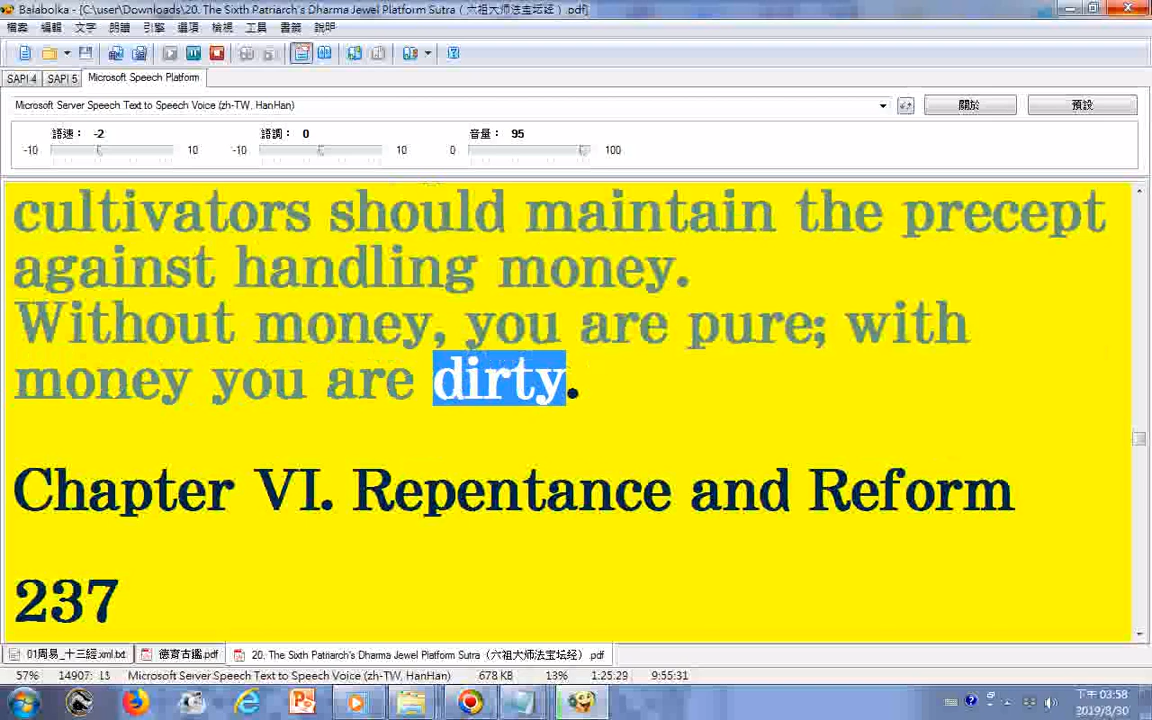 Balabolka - [C:\user\Downloads\20. The Sixth Patriarch's Dharma Jewel Platform Sutra（六祖大师法宝坛经）.pdf]
檔案 編輯 文字 朗讀 引擎 選項 檢視 工具 書籤 說明
SAPI 4 SAPI 5 Microsoft Speech Platform
Microsoft Server Speech Text to Speech Voice (zh-TW, HanHan) 關於 預設
語速： -2 語調： 0 音量： 95
-10 10 -10 10 0 100
cultivators should maintain the precept
against handling money.
Without money, you are pure; with
money you are dirty.
Chapter VI. Repentance and Reform
237
01周易_十三經.xml.txt 德育古鑑.pdf 20. The Sixth Patriarch's Dharma Jewel Platform Sutra（六祖大师法宝坛经）.pdf
57% 14907: 13 Microsoft Server Speech Text to Speech Voice (zh-TW, HanHan) 678 KB 13% 1:25:29 9:55:31
下午 03:58
2019/8/30